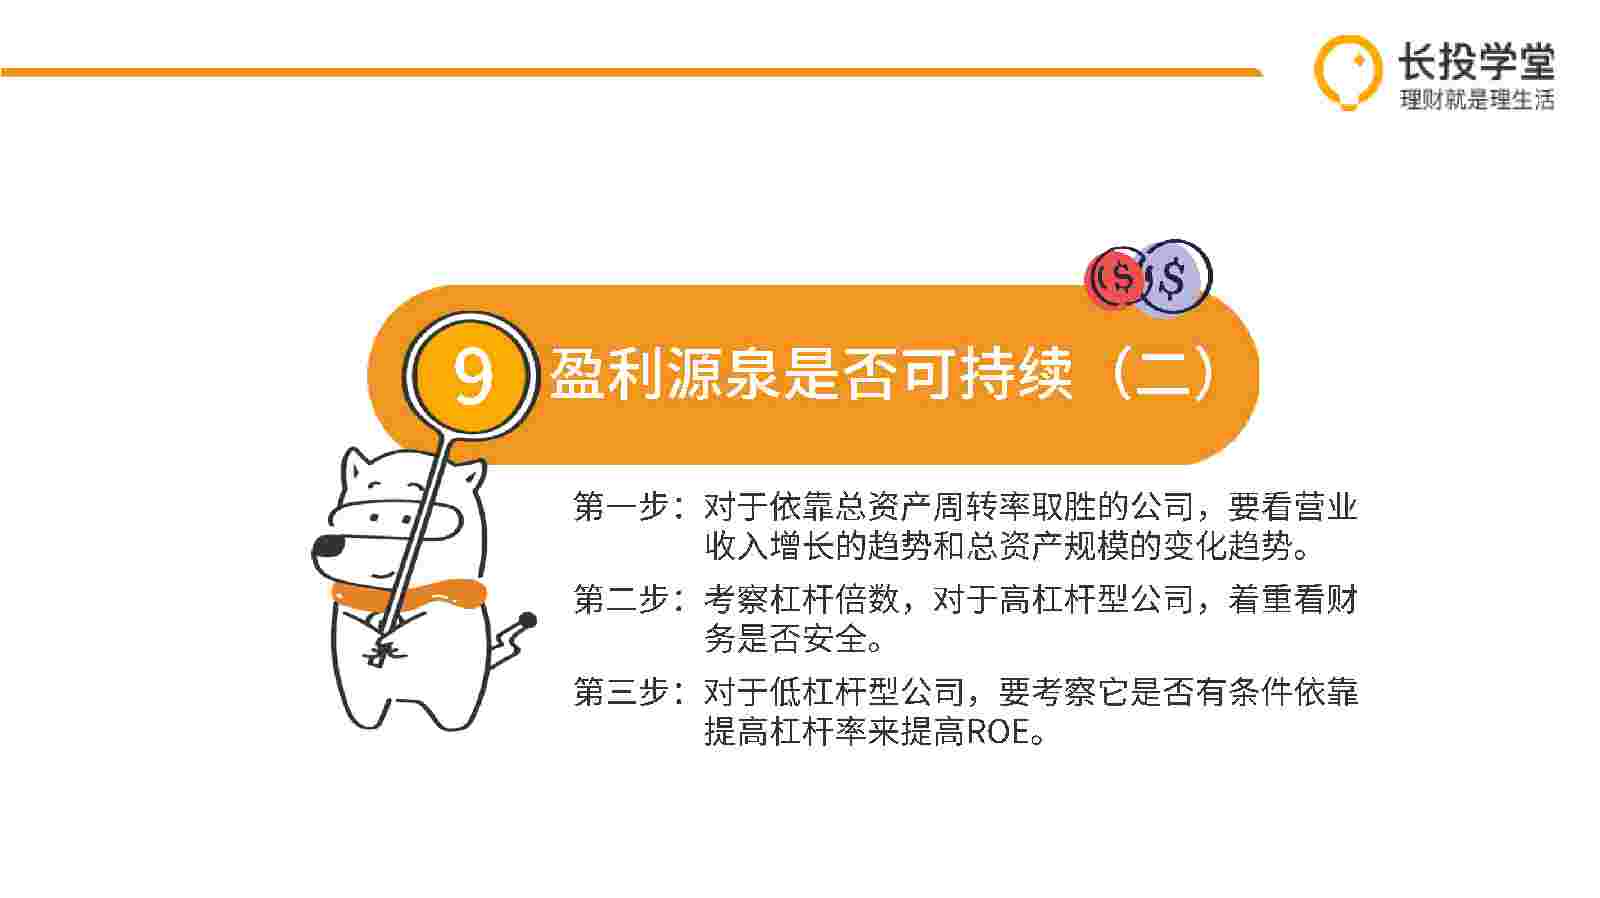 长投学堂
理财就是理生活
9 盈利源泉是否可持续（二）
第一步：对于依靠总资产周转率取胜的公司，要看营业
收入增长的趋势和总资产规模的变化趋势。
第二步：考察杠杆倍数，对于高杠杆型公司，着重看财
务是否安全。
第三步：对于低杠杆型公司，要考察它是否有条件依靠
提高杠杆率来提高ROE。
$ $